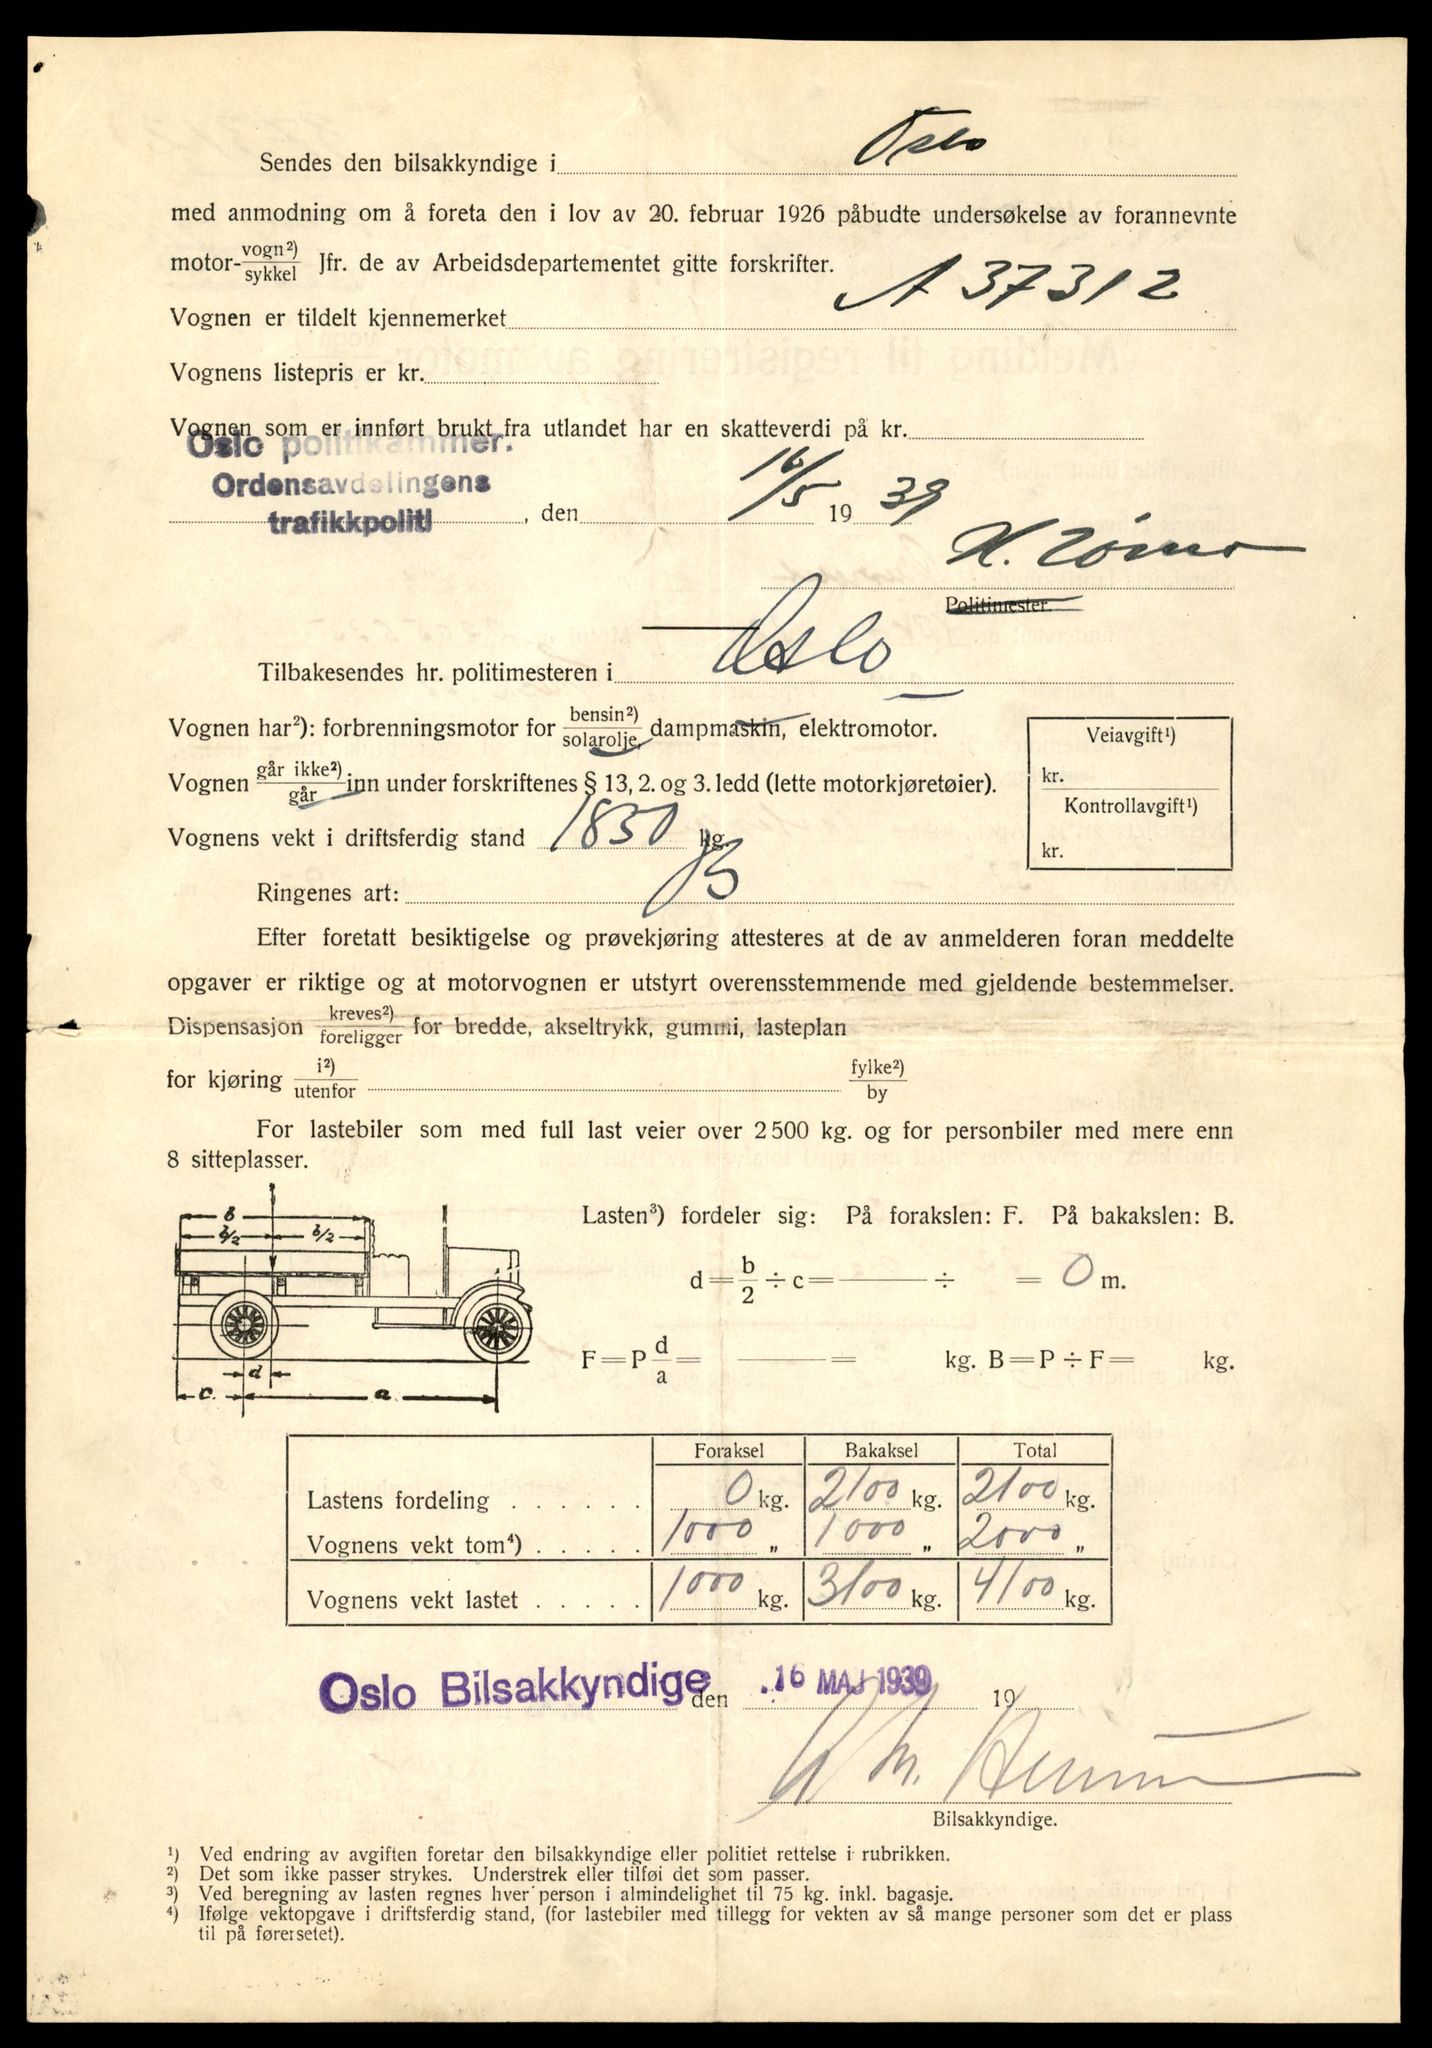 Sendes den bilsakkyndige i Oslo
med anmodning om å foreta den i lov av 20. februar 1926 påbudte undersøkelse av forannevnte
motor- vogn²) / sykkel Jfr. de av Arbeidsdepartementet gitte forskrifter.
Vognen er tildelt kjennemerket A 37312
Vognens listepris er kr.
Vognen som er innført brukt fra utlandet har en skatteverdi på kr.
Oslo politikammer.
Ordensavdelingens
trafikkpoliti , den 16/5 19 39
Politimester.
Tilbakesendes hr. politimesteren i Oslo
Vognen har²): forbrenningsmotor for bensin²) / solarolje, dampmaskin, elektromotor.
Vognen går ikke²) / går inn under forskriftenes § 13, 2. og 3. ledd (lette motorkjøretøier).
Vognens vekt i driftsferdig stand 1850 kg.
Veiavgift¹)
kr.
Kontrollavgift¹)
kr.
Ringenes art: B
Efter foretatt besiktigelse og prøvekjøring attesteres at de av anmelderen foran meddelte
opgaver er riktige og at motorvognen er utstyrt overensstemmende med gjeldende bestemmelser.
Dispensasjon kreves²) / foreligger for bredde, akseltrykk, gummi, lasteplan
for kjøring i²) / utenfor fylke²) / by
For lastebiler som med full last veier over 2500 kg. og for personbiler med mere enn
8 sitteplasser.
b
b/2 b/2
d
c. a
Lasten³) fordeler sig: På forakslen: F. På bakakslen: B.
d = b/2 ÷ c = ÷ = 0 m.
F = P d/a = = kg. B = P ÷ F = kg.
Foraksel Bakaksel Total
Lastens fordeling . . . . . . 0 kg. 2100 kg. 2100 kg.
Vognens vekt tom⁴) . . . . . 1000 „ 1000 „ 2000 „
Vognens vekt lastet . . . . . 1000 kg. 3100 kg. 4100 kg.
Oslo Bilsakkyndige den 16 MAJ 1939 19
Bilsakkyndige.
¹) Ved endring av avgiften foretar den bilsakkyndige eller politiet rettelse i rubrikken.
²) Det som ikke passer strykes. Understrek eller tilføi det som passer.
³) Ved beregning av lasten regnes hver person i almindelighet til 75 kg. inkl. bagasje.
⁴) Ifølge vektopgave i driftsferdig stand, (for lastebiler med tillegg for vekten av så mange personer som det er plass
til på førersetet).